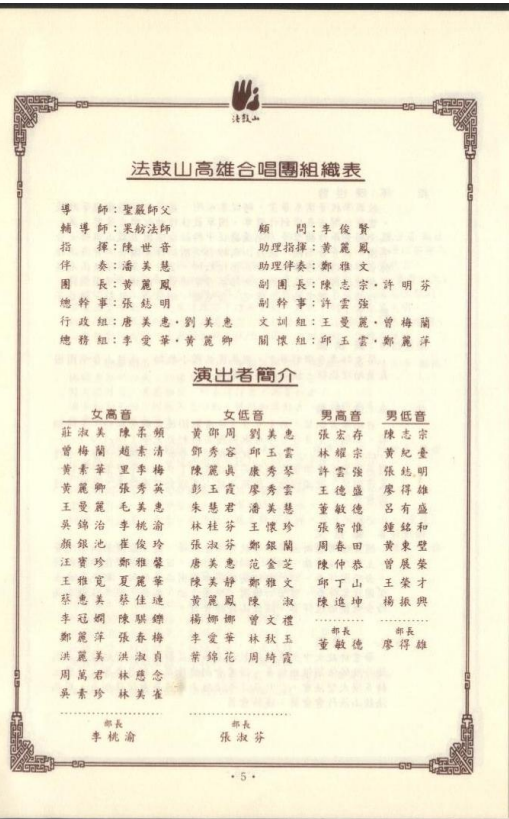 法鼓山
法鼓山高雄合唱團組織表
導師：聖嚴師父
輔導師：果舫法師 顧問：李俊賢
指揮：陳世音 助理指揮：黃麗鳳
伴奏：潘美慧 助理伴奏：鄭雅文
團長：黃麗鳳 副團長：陳志宗・許明芬
總幹事：張鋕明 副幹事：許雲強
行政組：唐美惠・劉美惠 文訓組：王曼麗・曾梅蘭
總務組：李愛華・黃麗卿 關懷組：邱玉雲・鄭麗萍
演出者簡介
女高音 女低音 男高音 男低音
莊淑美 陳柔頻 黃邵周 劉美惠 張宏存 陳志宗
曾梅蘭 趙素清 鄧秀容 邱玉雲 林耀宗 黃紀臺
黃素華 里李梅 陳麗眞 康秀琴 許雲強 張鋕明
黃麗卿 張秀英 彭玉霞 廖秀雲 王德盛 廖得雄
王曼麗 毛美惠 朱慧君 潘美慧 董敏德 呂有盛
吳錦治 李桃渝 林桂芬 王懷珍 張智惟 鍾銘和
顏銀池 崔俊玲 張淑芬 鄭銀蘭 周春田 黃東璧
汪寶珍 鄭雅馨 唐美惠 范金芝 陳仲恭 曾展榮
王雅寬 夏麗華 陳美靜 鄭雅文 邱丁山 王榮才
蔡惠美 蔡佳璉 黃麗鳳 陳淑 陳進坤 楊振興
李冠嫻 陳騏鑠 楊娜娜 曾文禮
鄭麗萍 張春梅 李愛華 林秋玉
洪麗美 洪淑貞 葉錦花 周綺霞
周萬君 林慈念
吳素珍 林美雀
部長 部長 部長 部長
李桃渝 張淑芬 董敏德 廖得雄
・5・